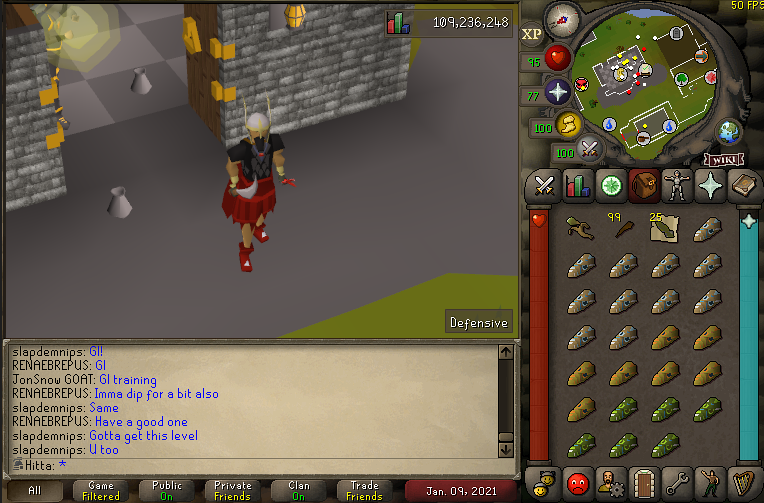 50 FPS
109,236,248
XP
95
77
100
100
WIKI
99
25
Defensive
slapdemnips: Gl!
RENAEBREPUS: Gl
JonSnow GOAT: Gl training
RENAEBREPUS: Imma dip for a bit also
slapdemnips: Same
RENAEBREPUS: Have a good one
slapdemnips: Gotta get this level
slapdemnips: U too
Hitta: *
All
Game
Filtered
Public
On
Private
Friends
Clan
On
Trade
Friends
Jan. 09, 2021